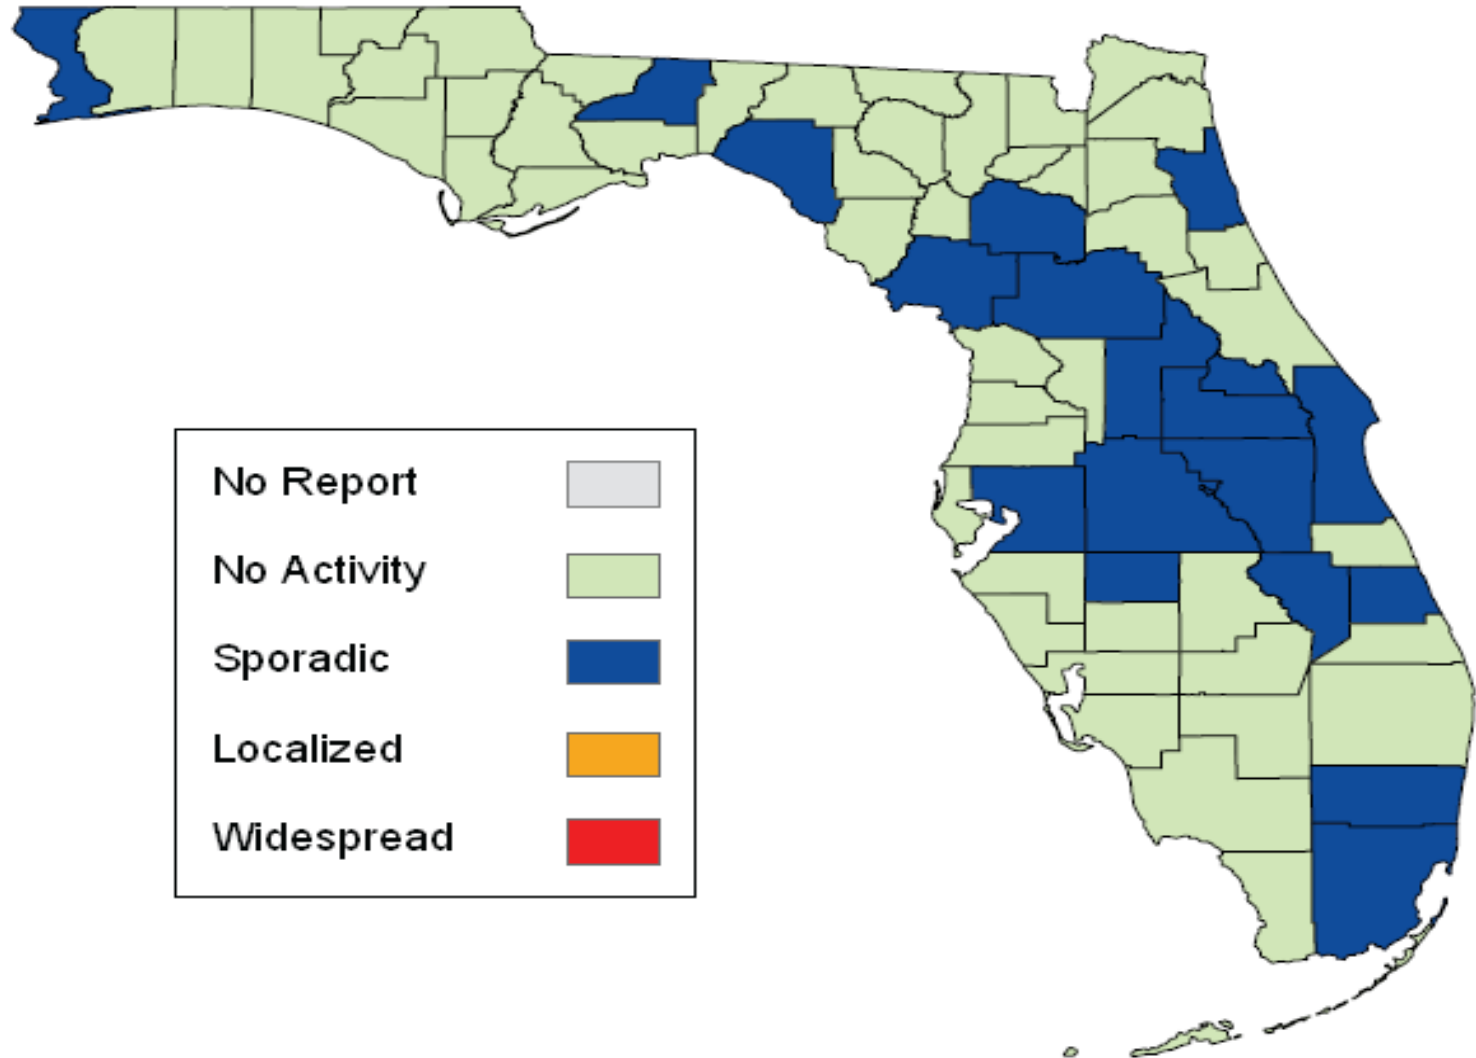 No Report
No Activity
Sporadic
Localized
Widespread